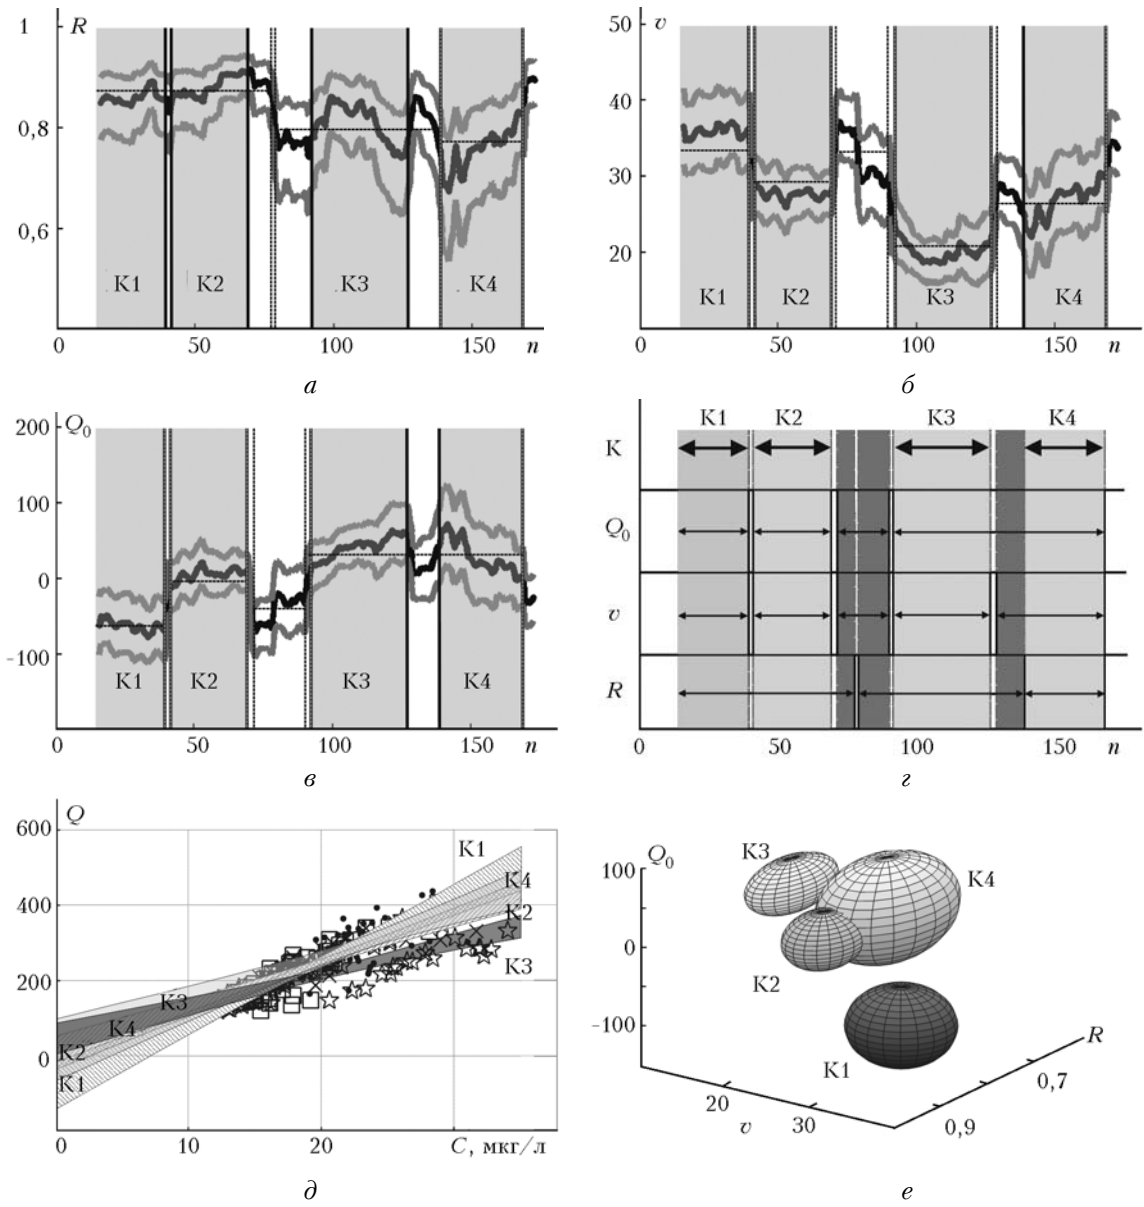 1 R
0,8
0,6
K1 K2 K3 K4
0 50 100 150 n
а
50 v
40
30
20
K1 K2 K3 K4
0 50 100 150 n
б
200 Q0
100
0
-100
K1 K2 K3 K4
0 50 100 150 n
в
K1 K2 K3 K4
K
Q0
v
R
0 50 100 150 n
г
Q
600
400
200
0
K1
K4
K2
K3
K3
K4
K2
K1
0 10 20 C, мкг/л
д
Q0
100
0
-100
K3
K4
K2
K1
R
0,7
0,9
20
v 30
е